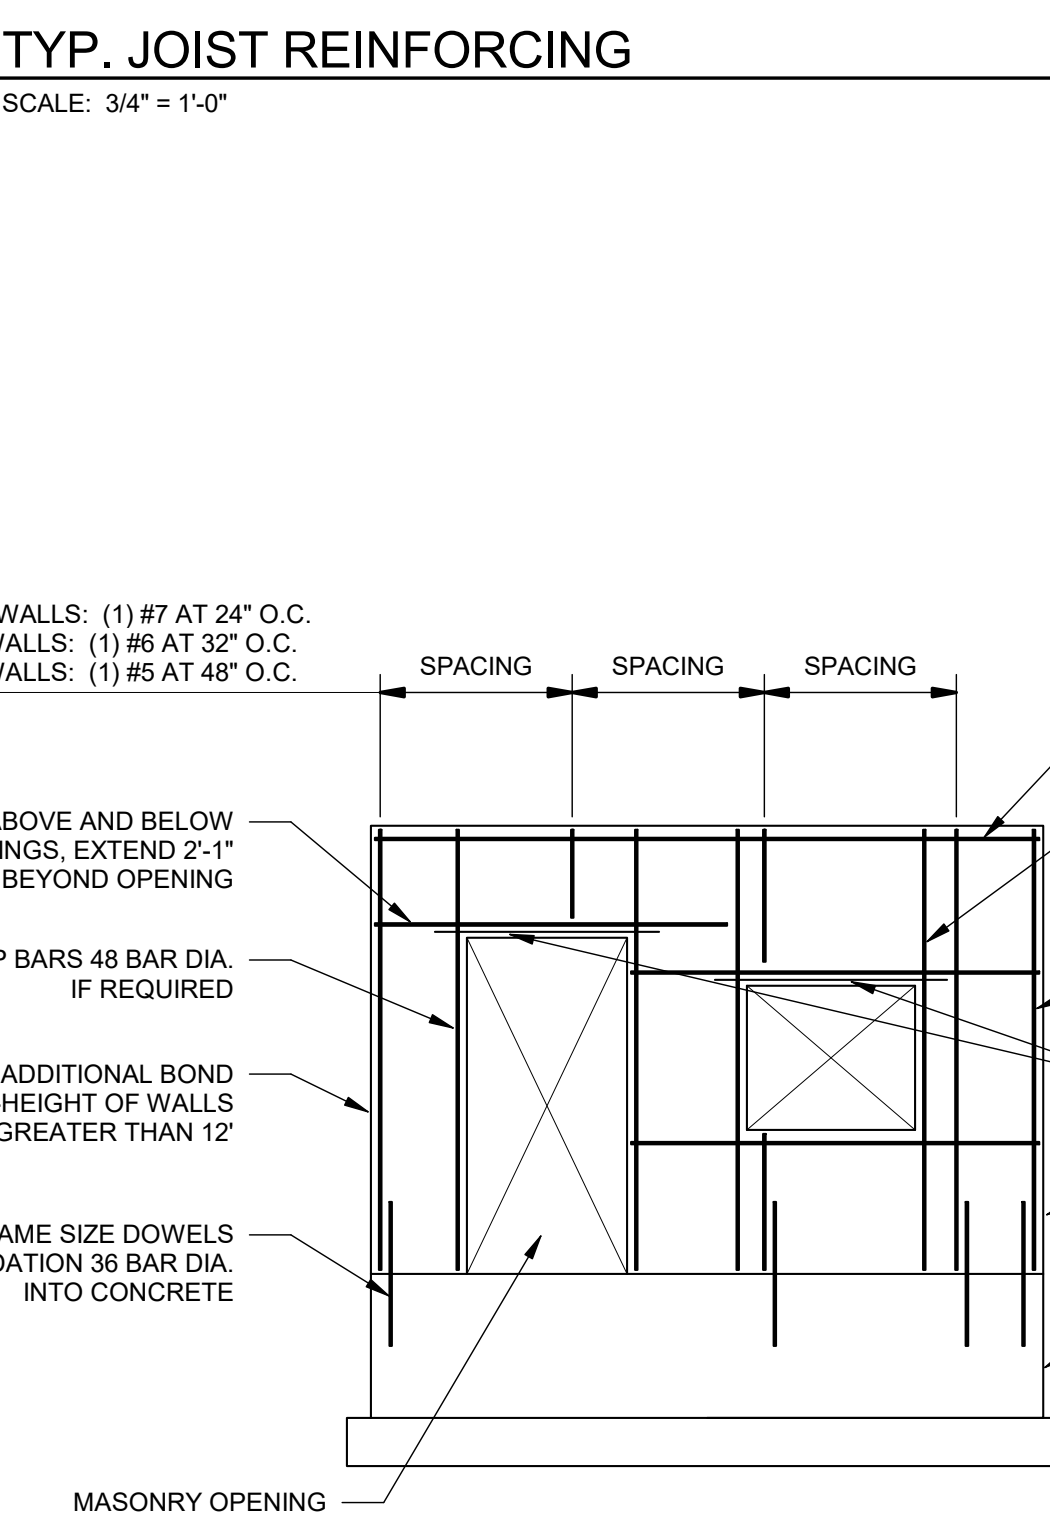 TYP. JOIST REINFORCING
SCALE: 3/4" = 1'-0"
WALLS: (1) #7 AT 24" O.C.
WALLS: (1) #6 AT 32" O.C.
WALLS: (1) #5 AT 48" O.C.
SPACING SPACING SPACING
ABOVE AND BELOW
INGS, EXTEND 2'-1"
BEYOND OPENING
P BARS 48 BAR DIA.
IF REQUIRED
ADDITIONAL BOND
-HEIGHT OF WALLS
GREATER THAN 12'
AME SIZE DOWELS
DATION 36 BAR DIA.
INTO CONCRETE
MASONRY OPENING